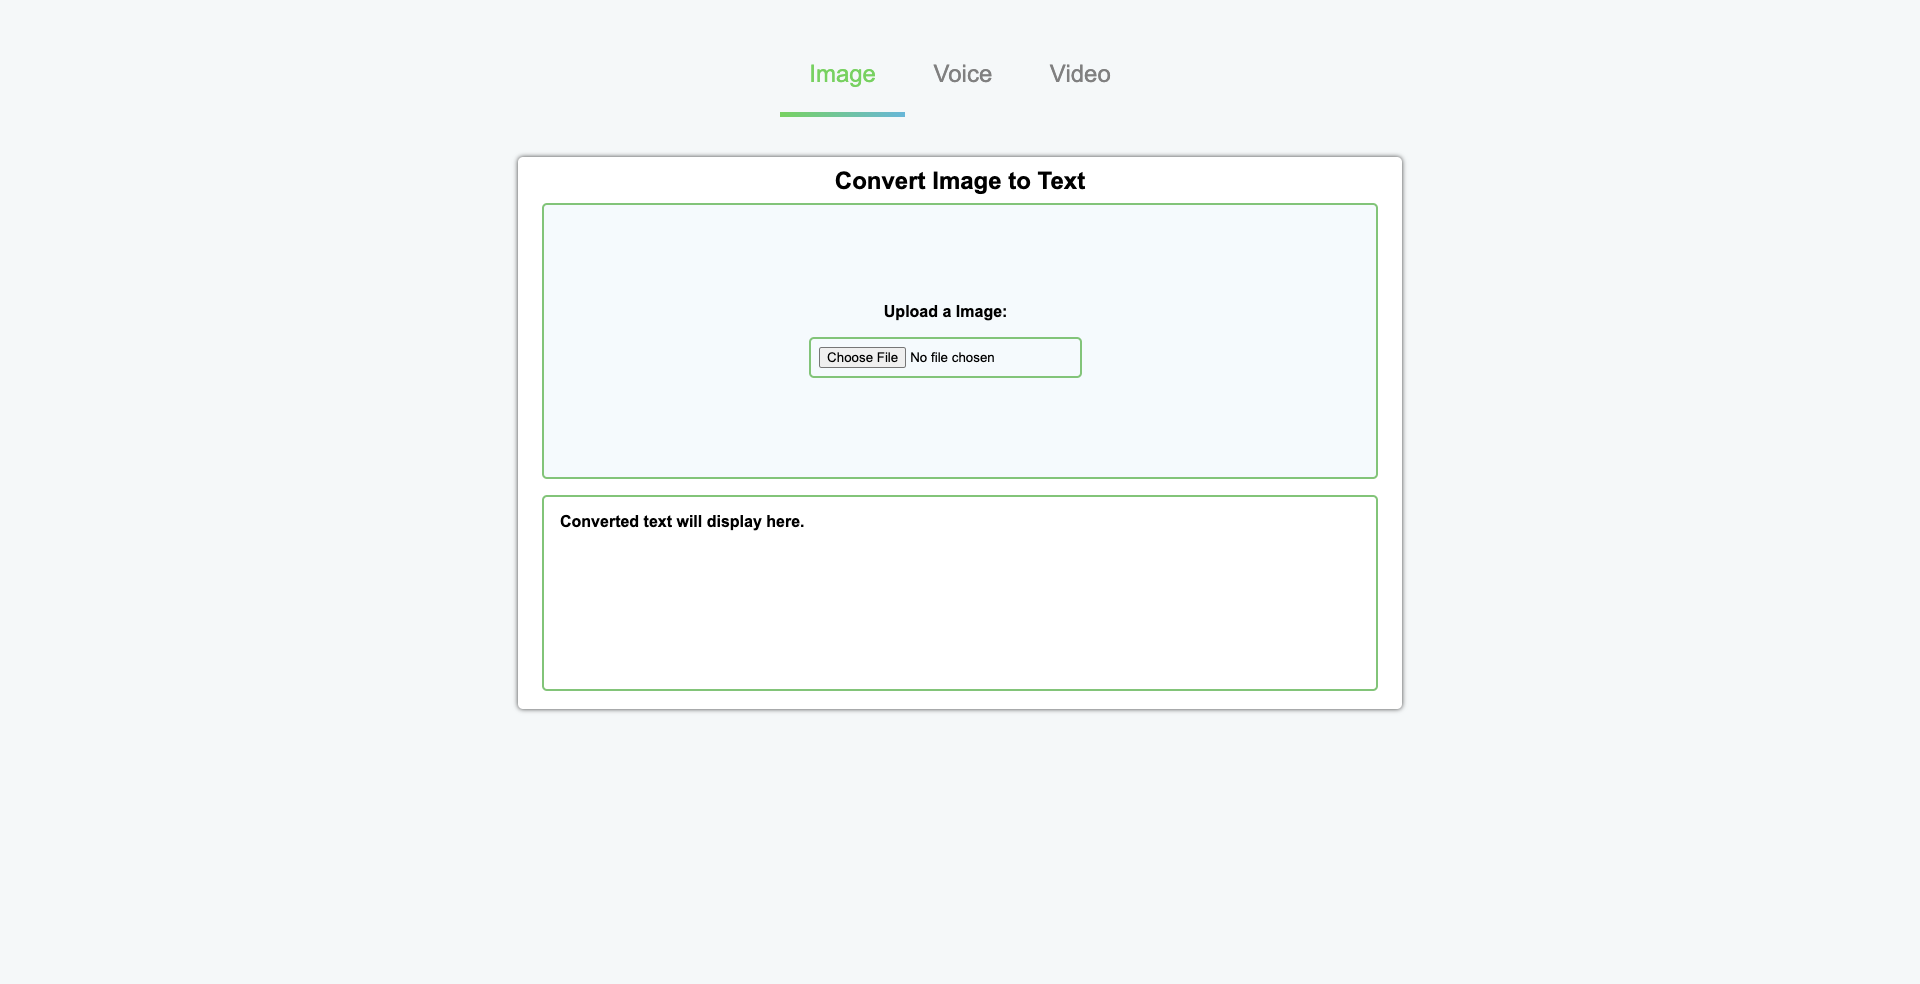 Image Voice Video
Convert Image to Text
Upload a Image:
Choose File No file chosen
Converted text will display here.